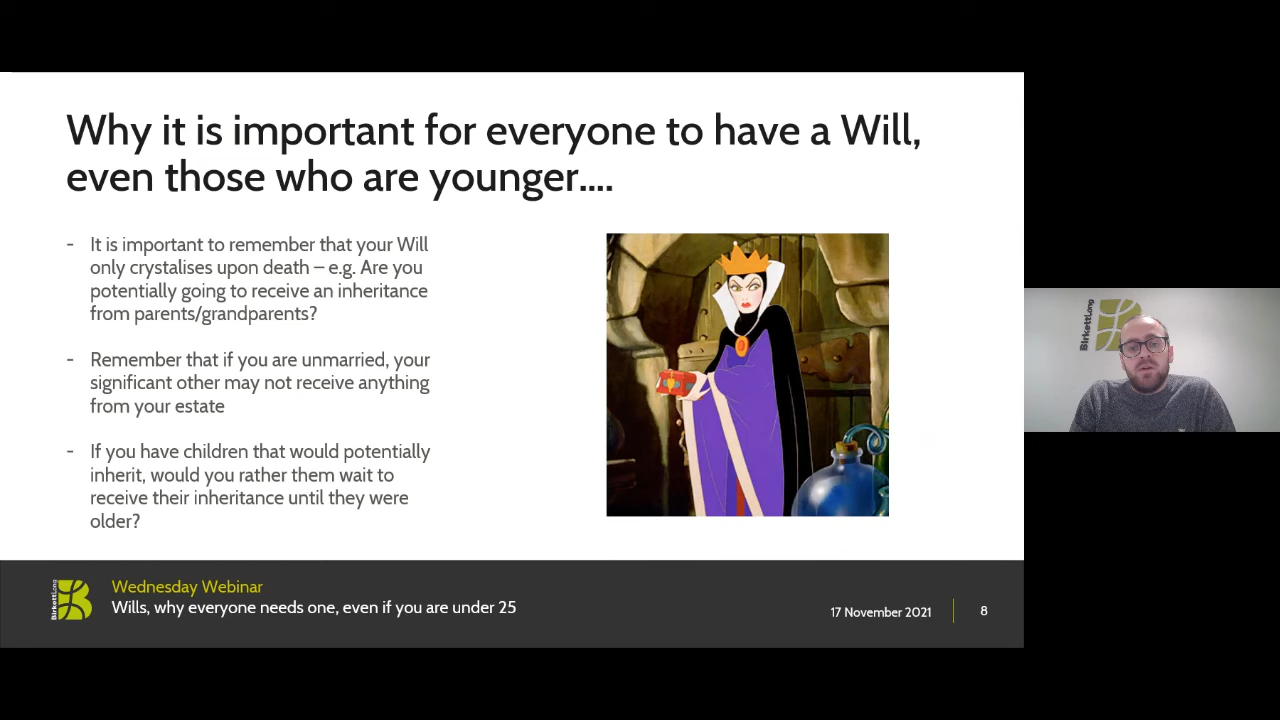 Why it is important for everyone to have a Will,
even those who are younger....
- It is important to remember that your Will
only crystalises upon death – e.g. Are you
potentially going to receive an inheritance
from parents/grandparents?
- Remember that if you are unmarried, your
significant other may not receive anything
from your estate
- If you have children that would potentially
inherit, would you rather them wait to
receive their inheritance until they were
older?
BirkettLong
BirkettLong
Wednesday Webinar
Wills, why everyone needs one, even if you are under 25
17 November 2021
8